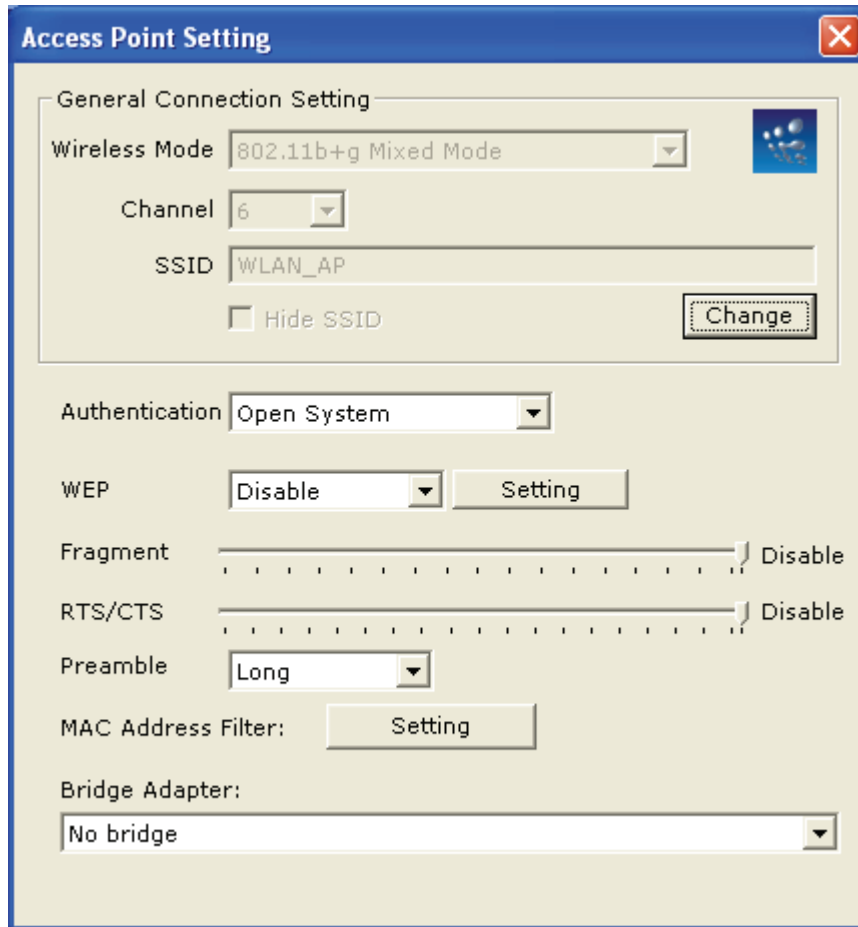 Access Point Setting
General Connection Setting
Wireless Mode 802.11b+g Mixed Mode
Channel 6
SSID WLAN_AP
Hide SSID Change
Authentication Open System
WEP Disable Setting
Fragment Disable
RTS/CTS Disable
Preamble Long
MAC Address Filter: Setting
Bridge Adapter:
No bridge